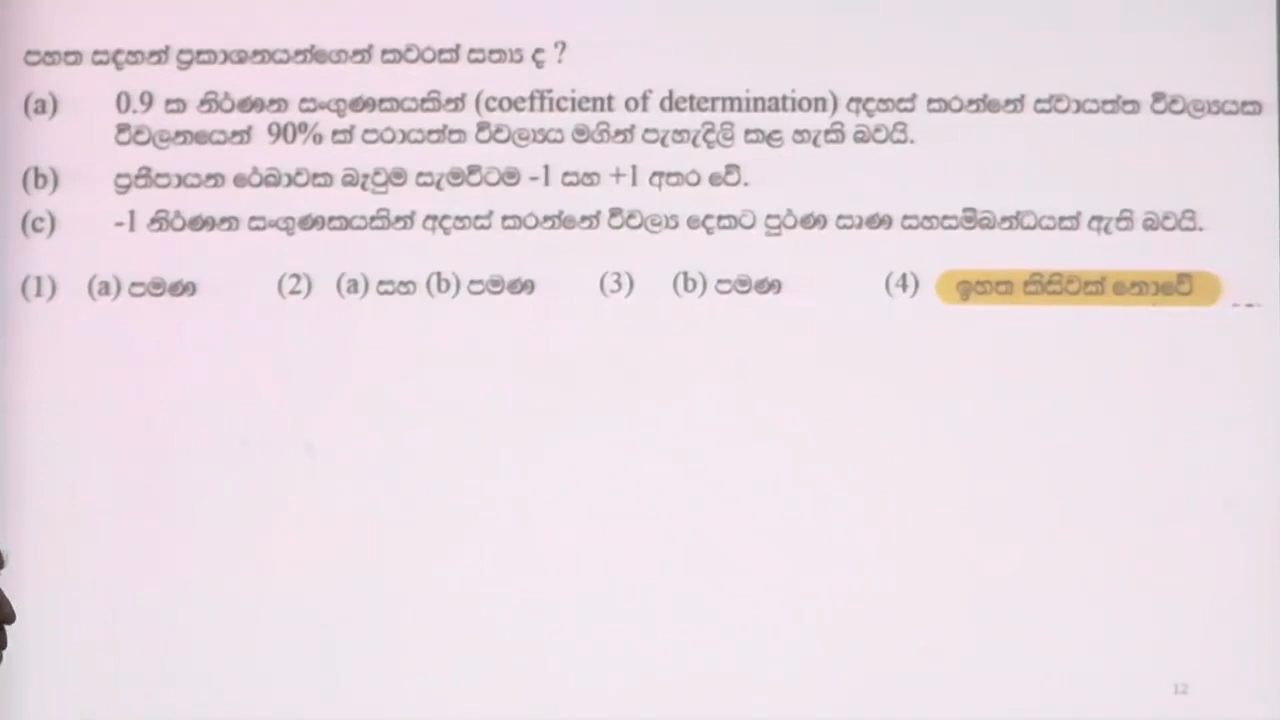 පහත සඳහන් ප්‍රකාශනයන්ගෙන් කවරක් සත්‍ය ද ?
(a) 0.9 ක නිර්ණන සංගුණකයකින් (coefficient of determination) අදහස් කරන්නේ ස්වායත්ත විචල්‍යයක
විචලනයෙන් 90% ක් පරායත්ත විචල්‍යය මගින් පැහැදිලි කළ හැකි බවයි.
(b) ප්‍රතීපායන රේඛාවක බෑවුම සැමවිටම -1 සහ +1 අතර වේ.
(c) -1 නිර්ණන සංගුණකයකින් අදහස් කරන්නේ විචල්‍ය දෙකට පූර්ණ ඍණ සහසම්බන්ධයක් ඇති බවයි.
(1) (a) පමණ (2) (a) සහ (b) පමණ (3) (b) පමණ (4) ඉහත කිසිවක් නොවේ
12